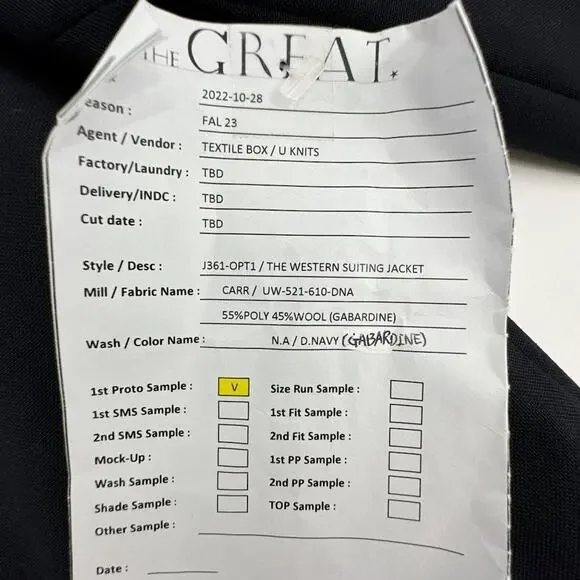 THE GREAT.
2022-10-28
eason : FAL 23
Agent / Vendor : TEXTILE BOX / U KNITS
Factory/Laundry : TBD
Delivery/INDC : TBD
Cut date : TBD
Style / Desc : J361-OPT1 / THE WESTERN SUITING JACKET
Mill / Fabric Name : CARR / UW-521-610-DNA
55%POLY 45%WOOL (GABARDINE)
Wash / Color Name : N.A / D.NAVY (GABARDINE)
1st Proto Sample : V Size Run Sample :
1st SMS Sample : 1st Fit Sample :
2nd SMS Sample : 2nd Fit Sample :
Mock-Up : 1st PP Sample :
Wash Sample : 2nd PP Sample :
Shade Sample : TOP Sample :
Other Sample :
Date :